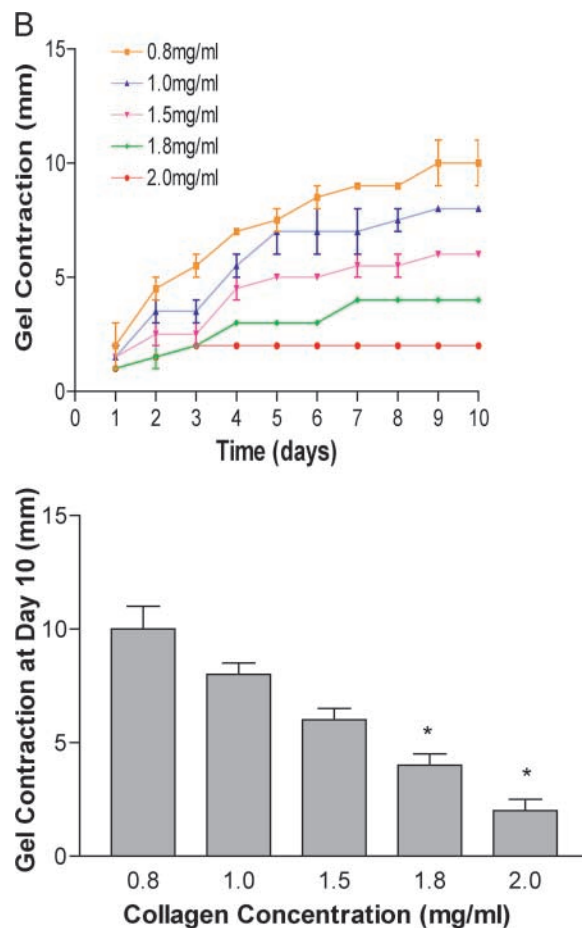 B
0.8mg/ml
1.0mg/ml
1.5mg/ml
1.8mg/ml
2.0mg/ml
Gel Contraction (mm)
15
10
5
0
0 1 2 3 4 5 6 7 8 9 10
Time (days)
Gel Contraction at Day 10 (mm)
15
10
5
0
* *
0.8 1.0 1.5 1.8 2.0
Collagen Concentration (mg/ml)